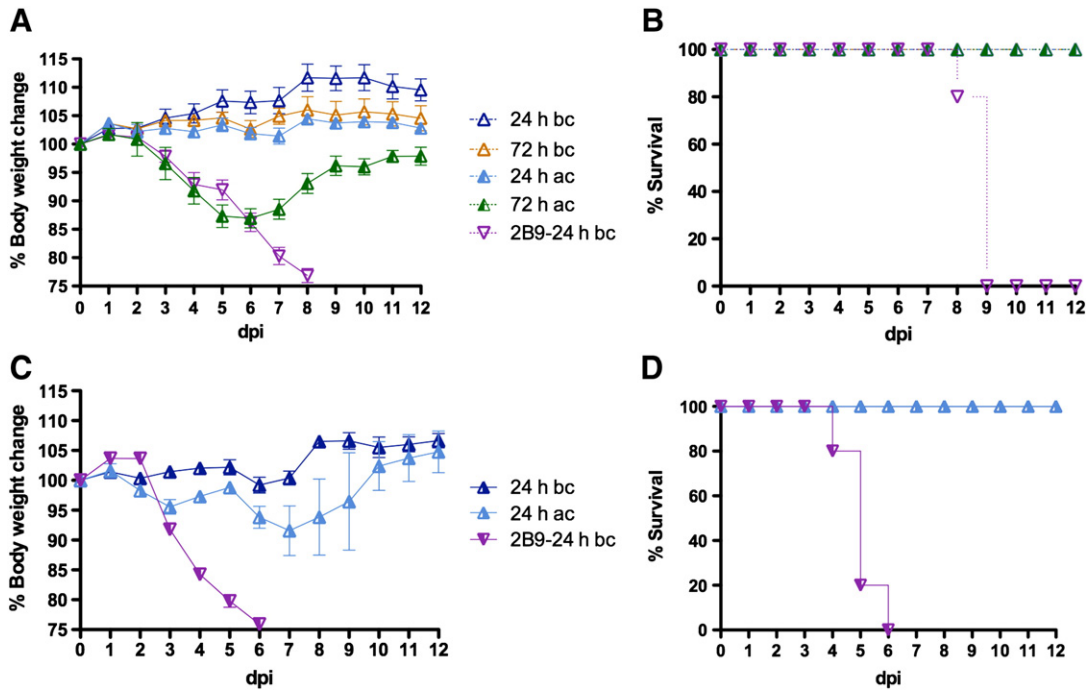 A
% Body weight change
115
110
105
100
95
90
85
80
75
0 1 2 3 4 5 6 7 8 9 10 11 12
dpi
24 h bc
72 h bc
24 h ac
72 h ac
2B9-24 h bc
B
% Survival
100
80
60
40
20
0
0 1 2 3 4 5 6 7 8 9 10 11 12
dpi
C
% Body weight change
115
110
105
100
95
90
85
80
75
0 1 2 3 4 5 6 7 8 9 10 11 12
dpi
24 h bc
24 h ac
2B9-24 h bc
D
% Survival
100
80
60
40
20
0
0 1 2 3 4 5 6 7 8 9 10 11 12
dpi